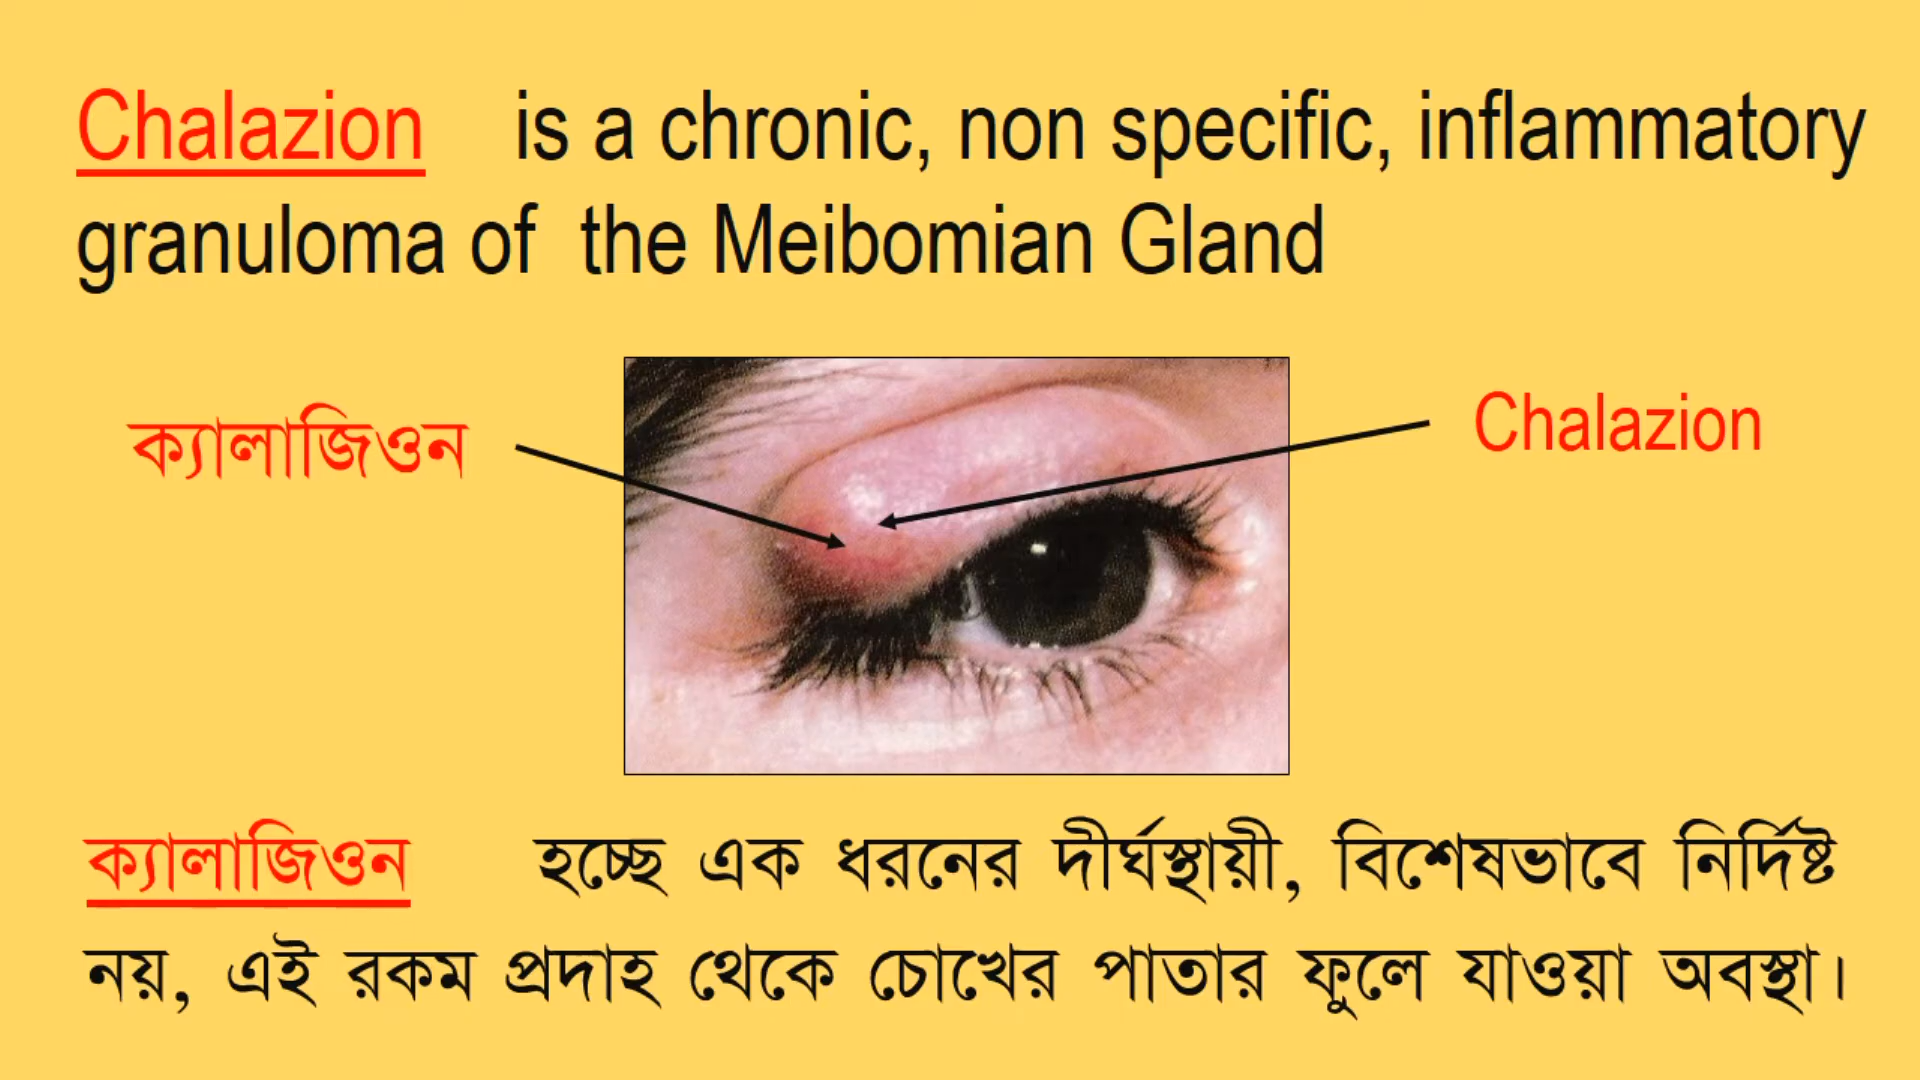 Chalazion is a chronic, non specific, inflammatory
granuloma of the Meibomian Gland
ক্যালাজিওন
Chalazion
ক্যালাজিওন হচ্ছে এক ধরনের দীর্ঘস্থায়ী, বিশেষভাবে নির্দিষ্ট
নয়, এই রকম প্রদাহ থেকে চোখের পাতার ফুলে যাওয়া অবস্থা।